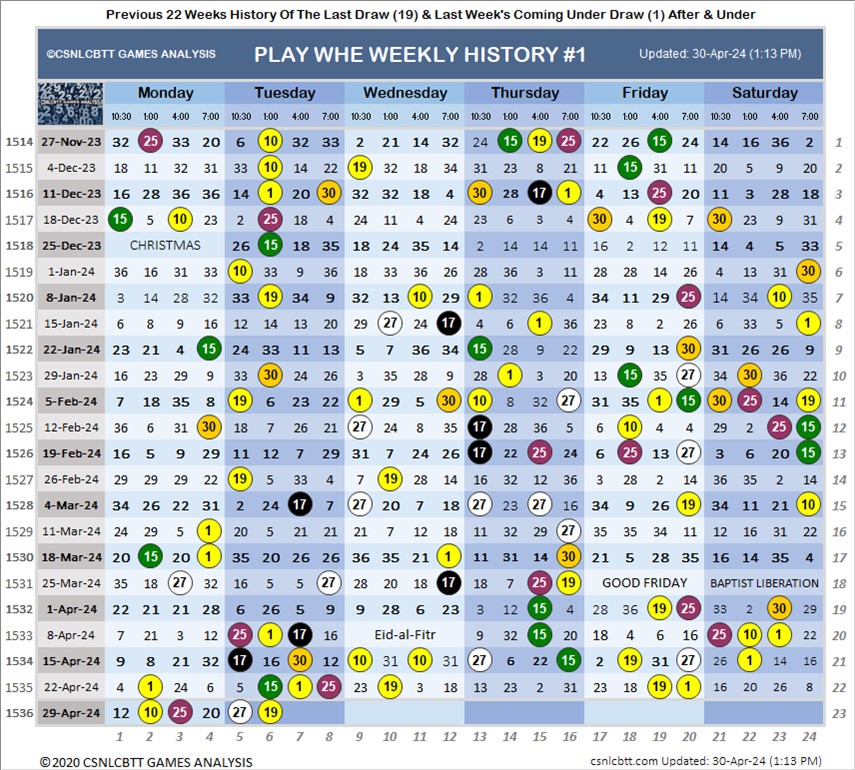 Previous 22 Weeks History Of The Last Draw (19) & Last Week's Coming Under Draw (1) After & Under
©CSNLCBTT GAMES ANALYSIS PLAY WHE WEEKLY HISTORY #1 Updated: 30-Apr-24 (1:13 PM)
Monday Tuesday Wednesday Thursday Friday Saturday
CSNLCBTT GAMES ANALYSIS
10:30 1:00 4:00 7:00 10:30 1:00 4:00 7:00 10:30 1:00 4:00 7:00 10:30 1:00 4:00 7:00 10:30 1:00 4:00 7:00 10:30 1:00 4:00 7:00
1514 27-Nov-23 32 25 33 20 6 10 32 33 2 21 14 32 24 15 19 25 22 26 15 24 14 16 36 2 1
1515 4-Dec-23 18 11 32 31 33 10 14 22 19 32 18 34 31 23 8 21 11 15 31 31 20 5 9 20 2
1516 11-Dec-23 16 28 36 36 14 1 20 30 32 32 18 4 30 28 17 1 4 13 25 7 11 3 28 18 3
1517 18-Dec-23 15 5 10 23 2 25 18 4 24 11 4 24 23 6 3 4 30 4 19 20 30 23 9 31 4
1518 25-Dec-23 CHRISTMAS 26 15 18 35 18 24 35 14 2 14 14 11 16 2 12 11 14 4 5 33 5
1519 1-Jan-24 36 16 31 33 10 33 9 36 18 33 36 26 28 36 3 11 28 28 14 26 4 13 31 30 6
1520 8-Jan-24 3 14 28 32 33 19 34 9 32 13 10 29 1 32 36 4 34 11 29 25 14 23 10 35 7
1521 15-Jan-24 6 8 9 16 12 14 13 20 29 27 24 17 4 6 1 36 23 8 2 26 6 33 5 1 8
1522 22-Jan-24 23 21 4 15 24 33 11 13 5 7 36 34 15 28 9 22 29 9 13 30 31 26 26 9 9
1523 29-Jan-24 16 23 29 9 33 30 24 26 3 35 28 9 14 1 3 20 13 15 35 27 34 30 36 22 10
1524 5-Feb-24 7 18 35 8 19 6 23 22 1 29 5 30 10 8 32 27 31 35 1 15 30 25 14 19 11
1525 12-Feb-24 36 6 31 30 18 7 26 21 27 24 8 35 17 28 36 5 6 10 4 4 29 2 25 15 12
1526 19-Feb-24 16 5 9 29 11 12 7 29 31 7 24 26 17 22 25 24 6 25 13 27 3 6 20 15 13
1527 26-Feb-24 29 29 35 31 19 5 33 4 7 19 28 14 16 32 12 36 3 28 2 14 36 35 2 14 14
1528 4-Mar-24 34 26 22 31 2 24 17 7 27 20 7 18 27 23 27 16 34 9 29 19 34 11 21 10 15
1529 11-Mar-24 24 29 5 1 20 5 21 21 21 7 12 18 11 32 29 27 35 35 34 11 22 16 31 22 16
1530 18-Mar-24 20 15 20 1 35 20 26 26 36 35 21 1 11 31 14 30 21 5 28 35 16 14 35 4 17
1531 25-Mar-24 35 18 27 32 16 5 5 27 28 20 18 17 18 7 25 19 GOOD FRIDAY BAPTIST LIBERATION 18
1532 1-Apr-24 22 21 21 28 6 26 5 9 9 28 6 23 3 12 15 4 28 36 19 25 33 2 30 29 19
1533 8-Apr-24 7 21 3 12 25 1 17 16 Eid-al-Fitr 9 32 15 20 18 4 6 16 25 10 1 22 20
1534 15-Apr-24 9 8 21 32 17 16 30 12 10 31 10 31 27 6 22 15 2 19 31 27 26 1 14 16 21
1535 22-Apr-24 4 1 24 6 5 15 1 25 23 19 3 18 13 23 2 31 23 18 19 1 16 20 26 8 22
1536 29-Apr-24 12 10 25 20 27 19 23
1 2 3 4 5 6 7 8 9 10 11 12 13 14 15 16 17 18 19 20 21 22 23 24
©2020 CSNLCBTT GAMES ANALYSIS csnlcbtt.com Updated: 30-Apr-24 (1:13 PM)